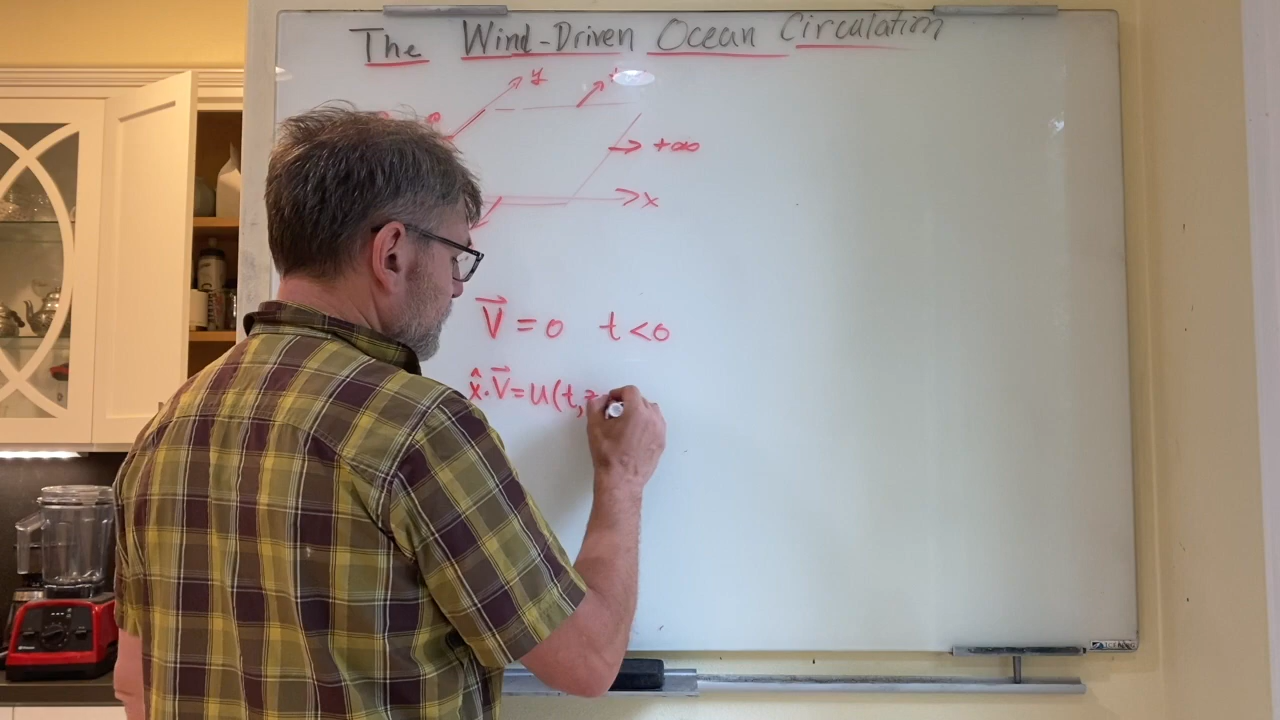 The Wind-Driven Ocean Circulation
y
+∞
x
V⃗ = 0 t < 0
x̂·V⃗ = u(t,z